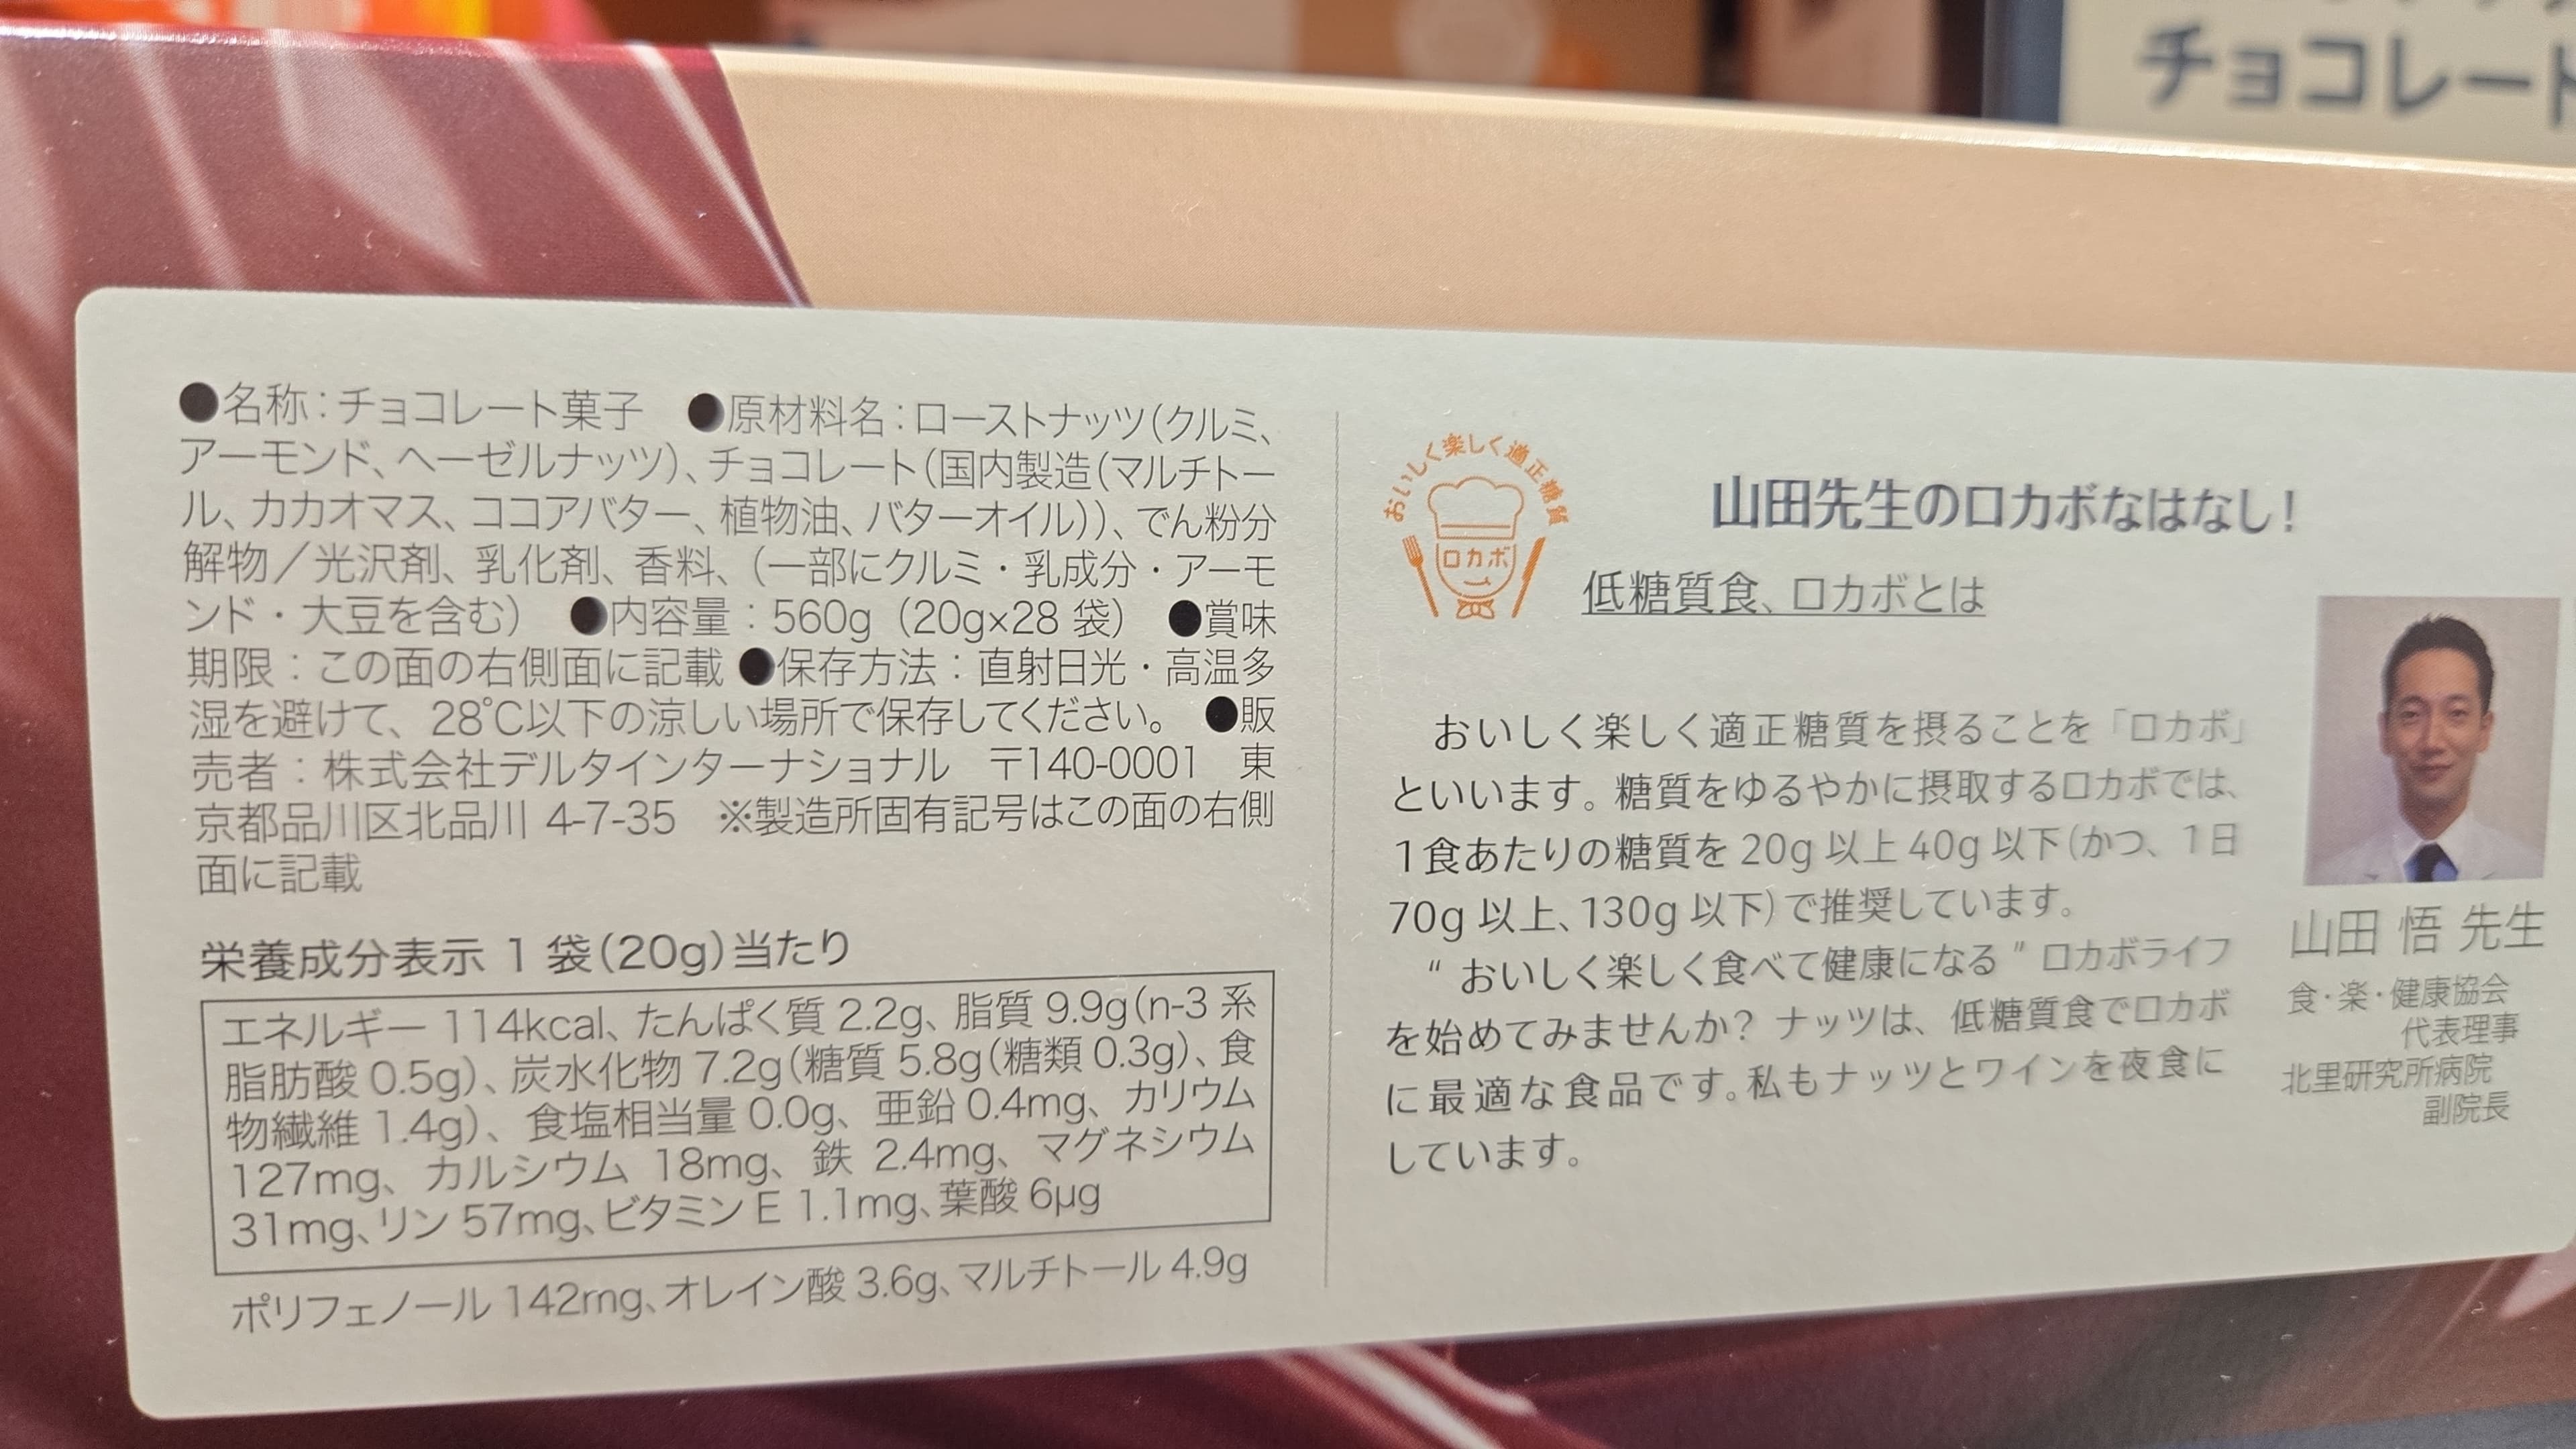 チョコレート
●名称：チョコレート菓子　●原材料名：ローストナッツ（クルミ、
アーモンド、ヘーゼルナッツ）、チョコレート（国内製造（マルチトー
ル、カカオマス、ココアバター、植物油、バターオイル））、でん粉分
解物／光沢剤、乳化剤、香料、（一部にクルミ・乳成分・アーモ
ンド・大豆を含む）　●内容量：560g（20g×28 袋）　●賞味
期限：この面の右側面に記載 ●保存方法：直射日光・高温多
湿を避けて、28℃以下の涼しい場所で保存してください。　●販
売者：株式会社デルタインターナショナル　〒140-0001　東
京都品川区北品川 4-7-35　※製造所固有記号はこの面の右側
面に記載
栄養成分表示 1 袋（20g）当たり
エネルギー 114kcal、たんぱく質 2.2g、脂質 9.9g（n-3 系
脂肪酸 0.5g）、炭水化物 7.2g（糖質 5.8g（糖類 0.3g）、食
物繊維 1.4g）、食塩相当量 0.0g、亜鉛 0.4mg、カリウム
127mg、カルシウム 18mg、鉄 2.4mg、マグネシウム
31mg、リン 57mg、ビタミン E 1.1mg、葉酸 6μg
ポリフェノール 142mg、オレイン酸 3.6g、マルチトール 4.9g
おいしく楽しく適正糖質
ロカボ
山田先生のロカボなはなし！
低糖質食、ロカボとは
おいしく楽しく適正糖質を摂ることを「ロカボ」
といいます。糖質をゆるやかに摂取するロカボでは、
1食あたりの糖質を 20g 以上 40g 以下（かつ、1日
70g 以上、130g 以下）で推奨しています。
“ おいしく楽しく食べて健康になる ” ロカボライフ
を始めてみませんか？ ナッツは、低糖質食でロカボ
に最適な食品です。私もナッツとワインを夜食に
しています。
山田 悟 先生
食・楽・健康協会
代表理事
北里研究所病院
副院長